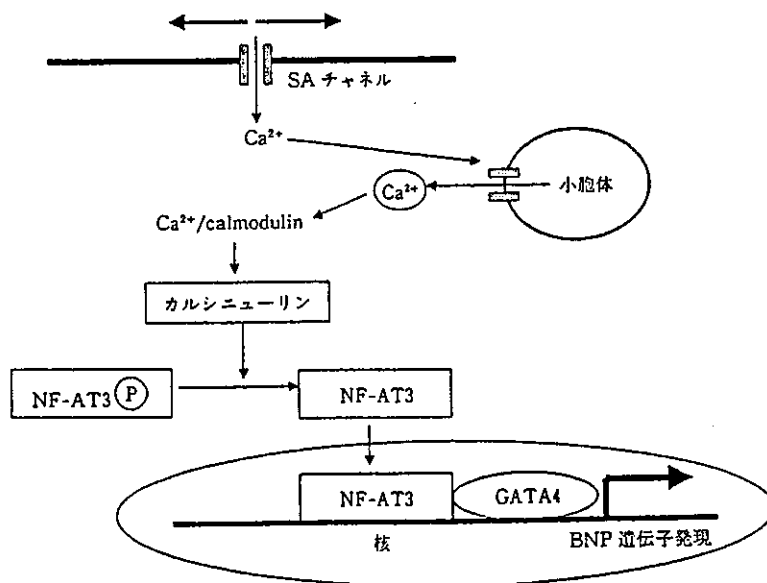 SA チャネル
Ca²⁺
小胞体
Ca²⁺
Ca²⁺/calmodulin
カルシニューリン
NF-AT3 P
NF-AT3
NF-AT3
GATA4
核
BNP 遺伝子発現